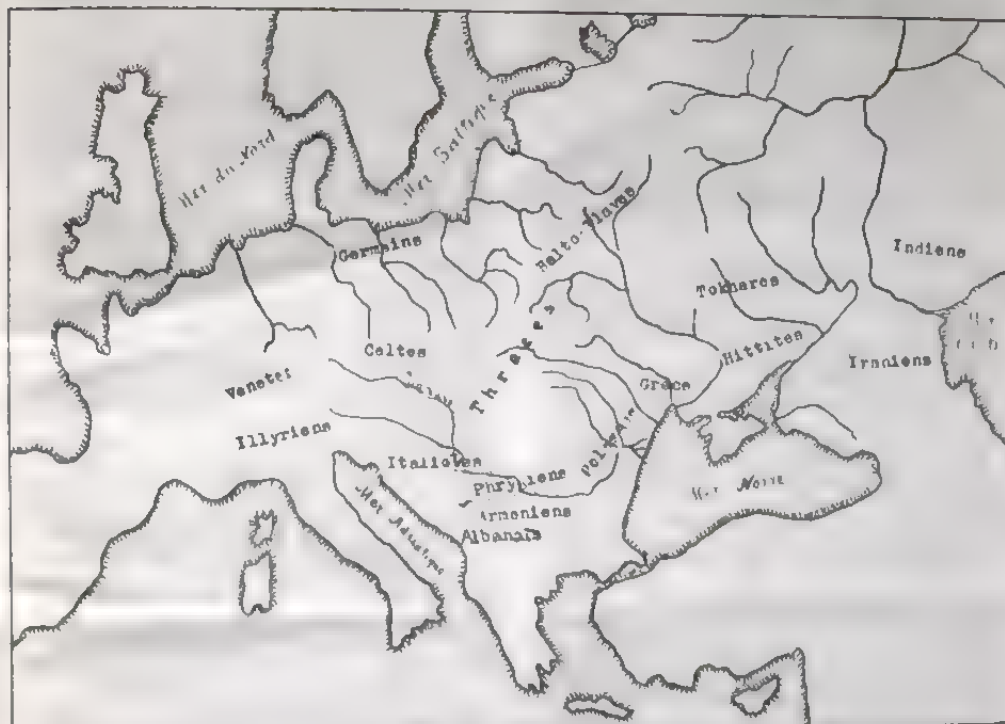 Mer du Nord
Mer Baltique
Germains
Balto-Slaves
Indiens
Tokhares
Thrakes
Celtes
Hittites
Iraniens
Venetes
Grecs
Illyriens
Italiotes
Phrygiens
Mer Noire
Mer Adriatique
Armeniens
Albanais